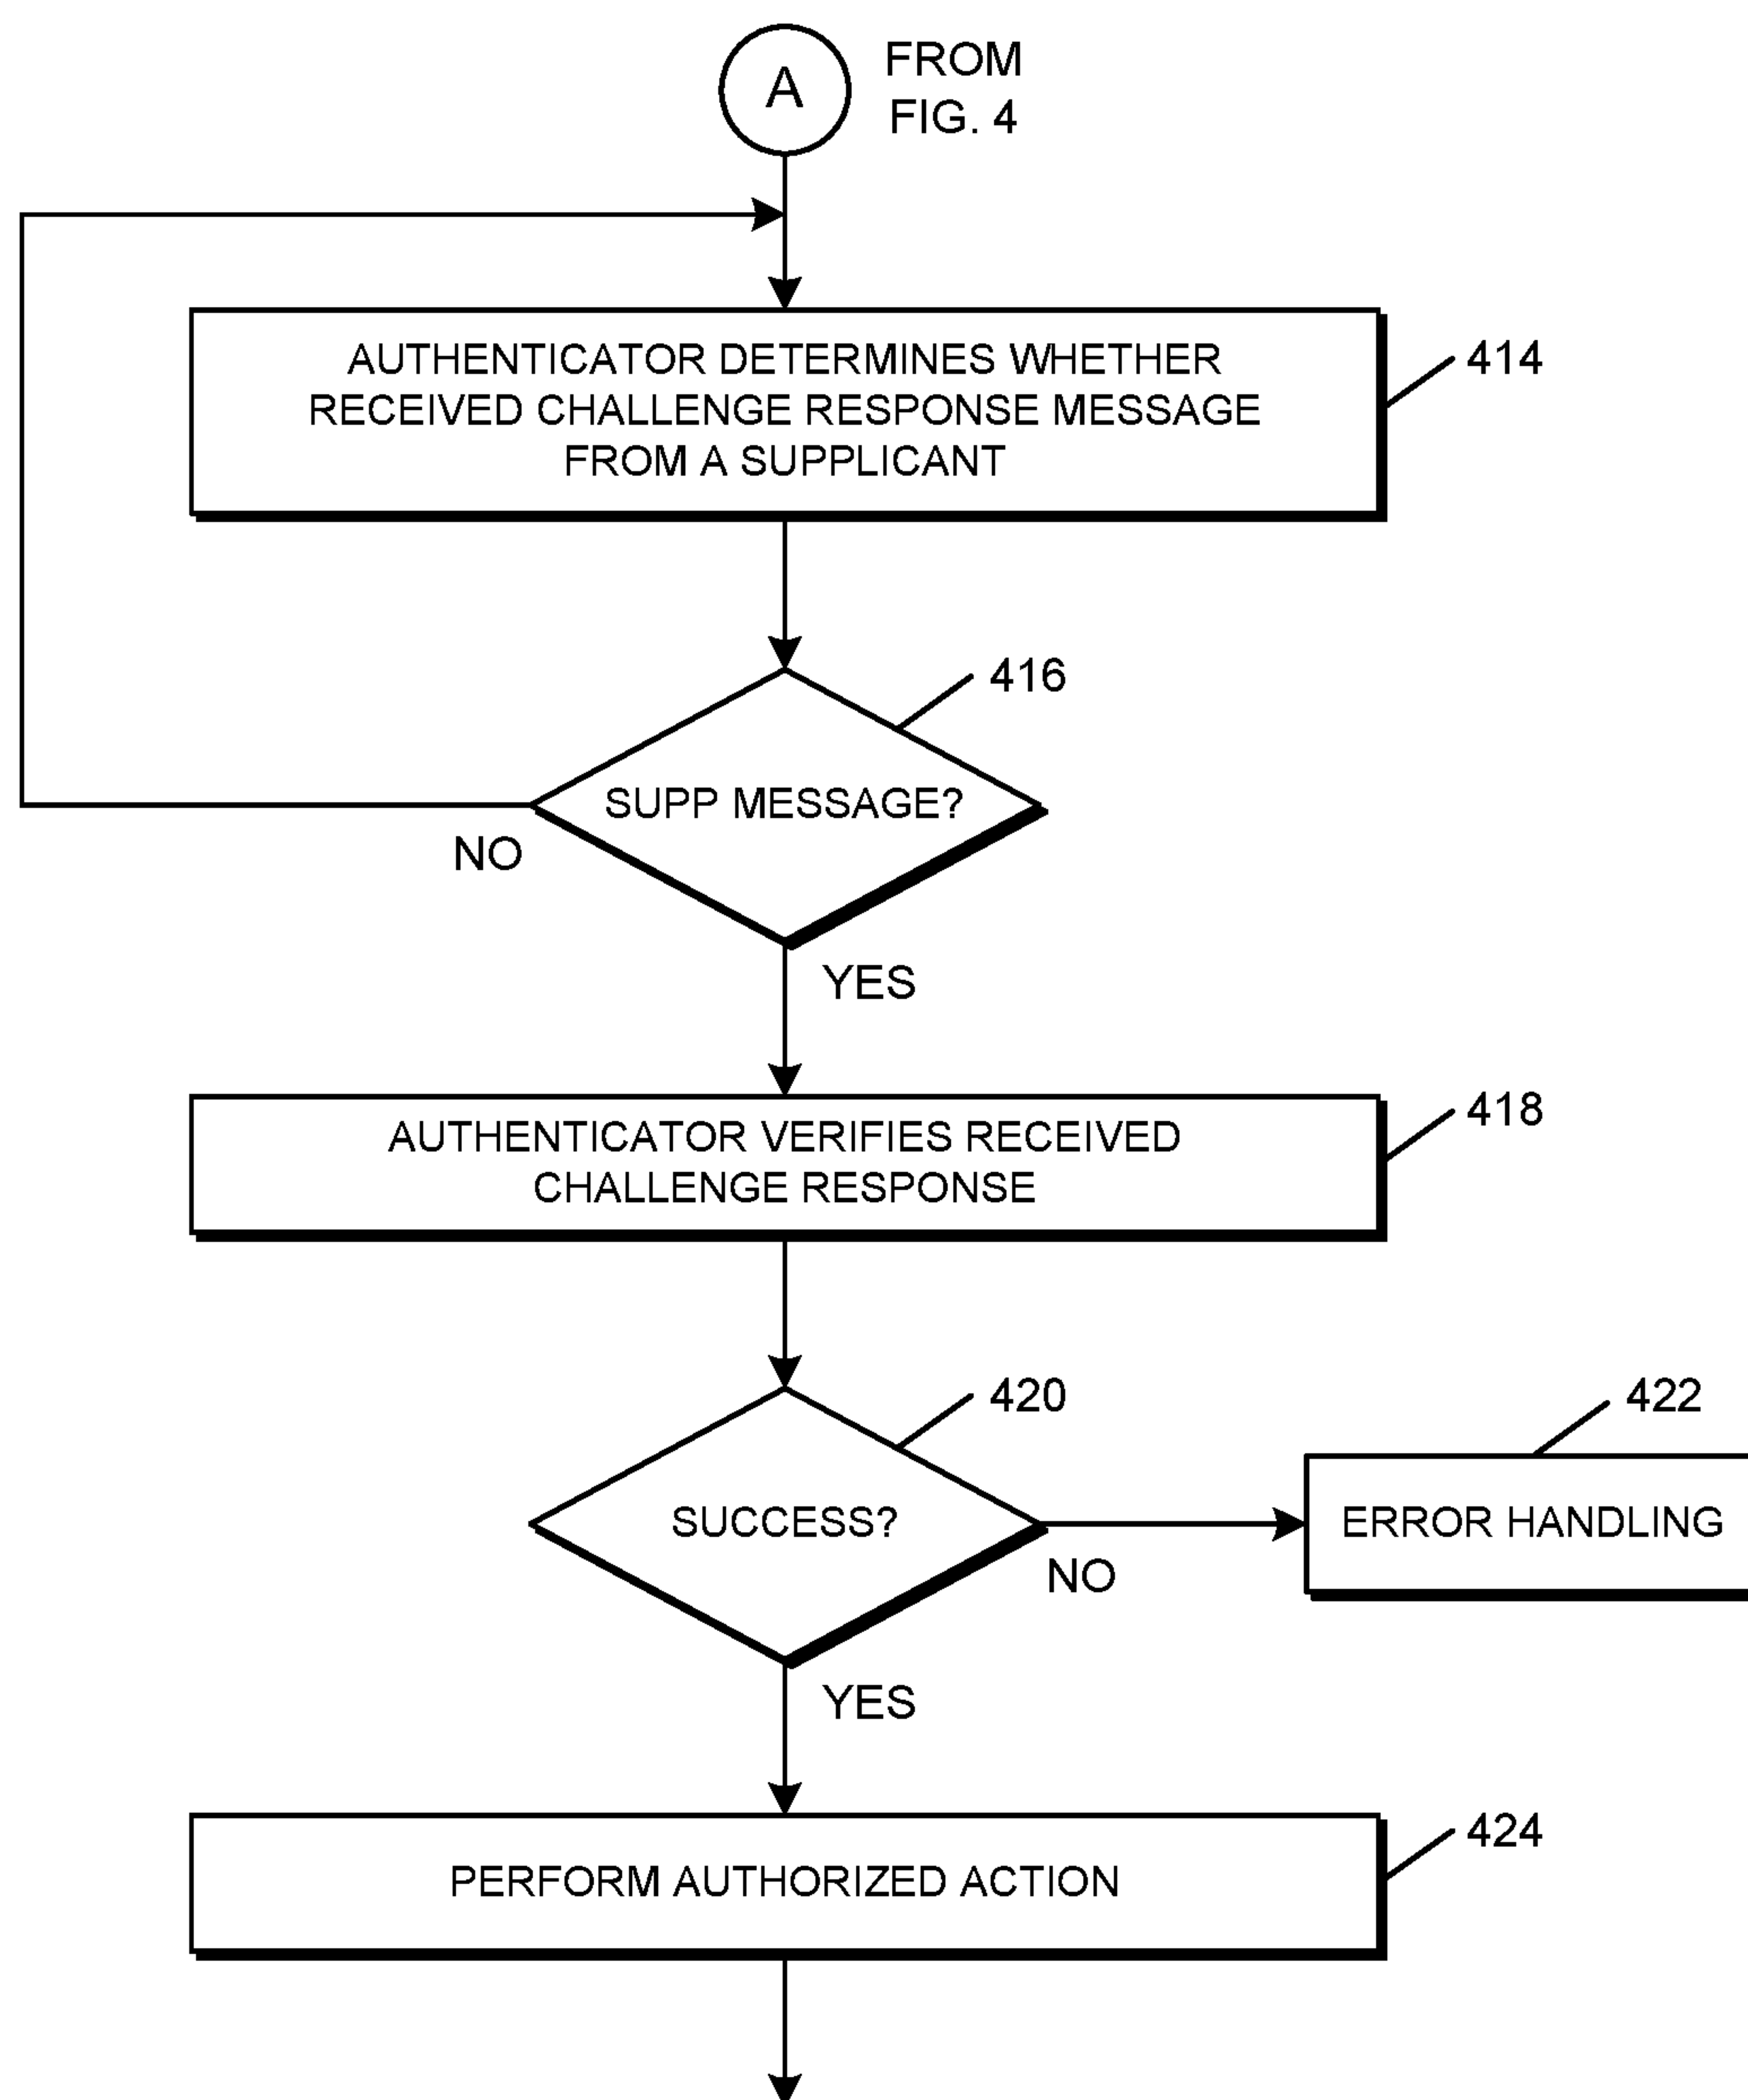 A
FROM
FIG. 4
AUTHENTICATOR DETERMINES WHETHER
RECEIVED CHALLENGE RESPONSE MESSAGE
FROM A SUPPLICANT
414
416
SUPP MESSAGE?
NO
YES
AUTHENTICATOR VERIFIES RECEIVED
CHALLENGE RESPONSE
418
420
422
SUCCESS?
ERROR HANDLING
NO
YES
PERFORM AUTHORIZED ACTION
424